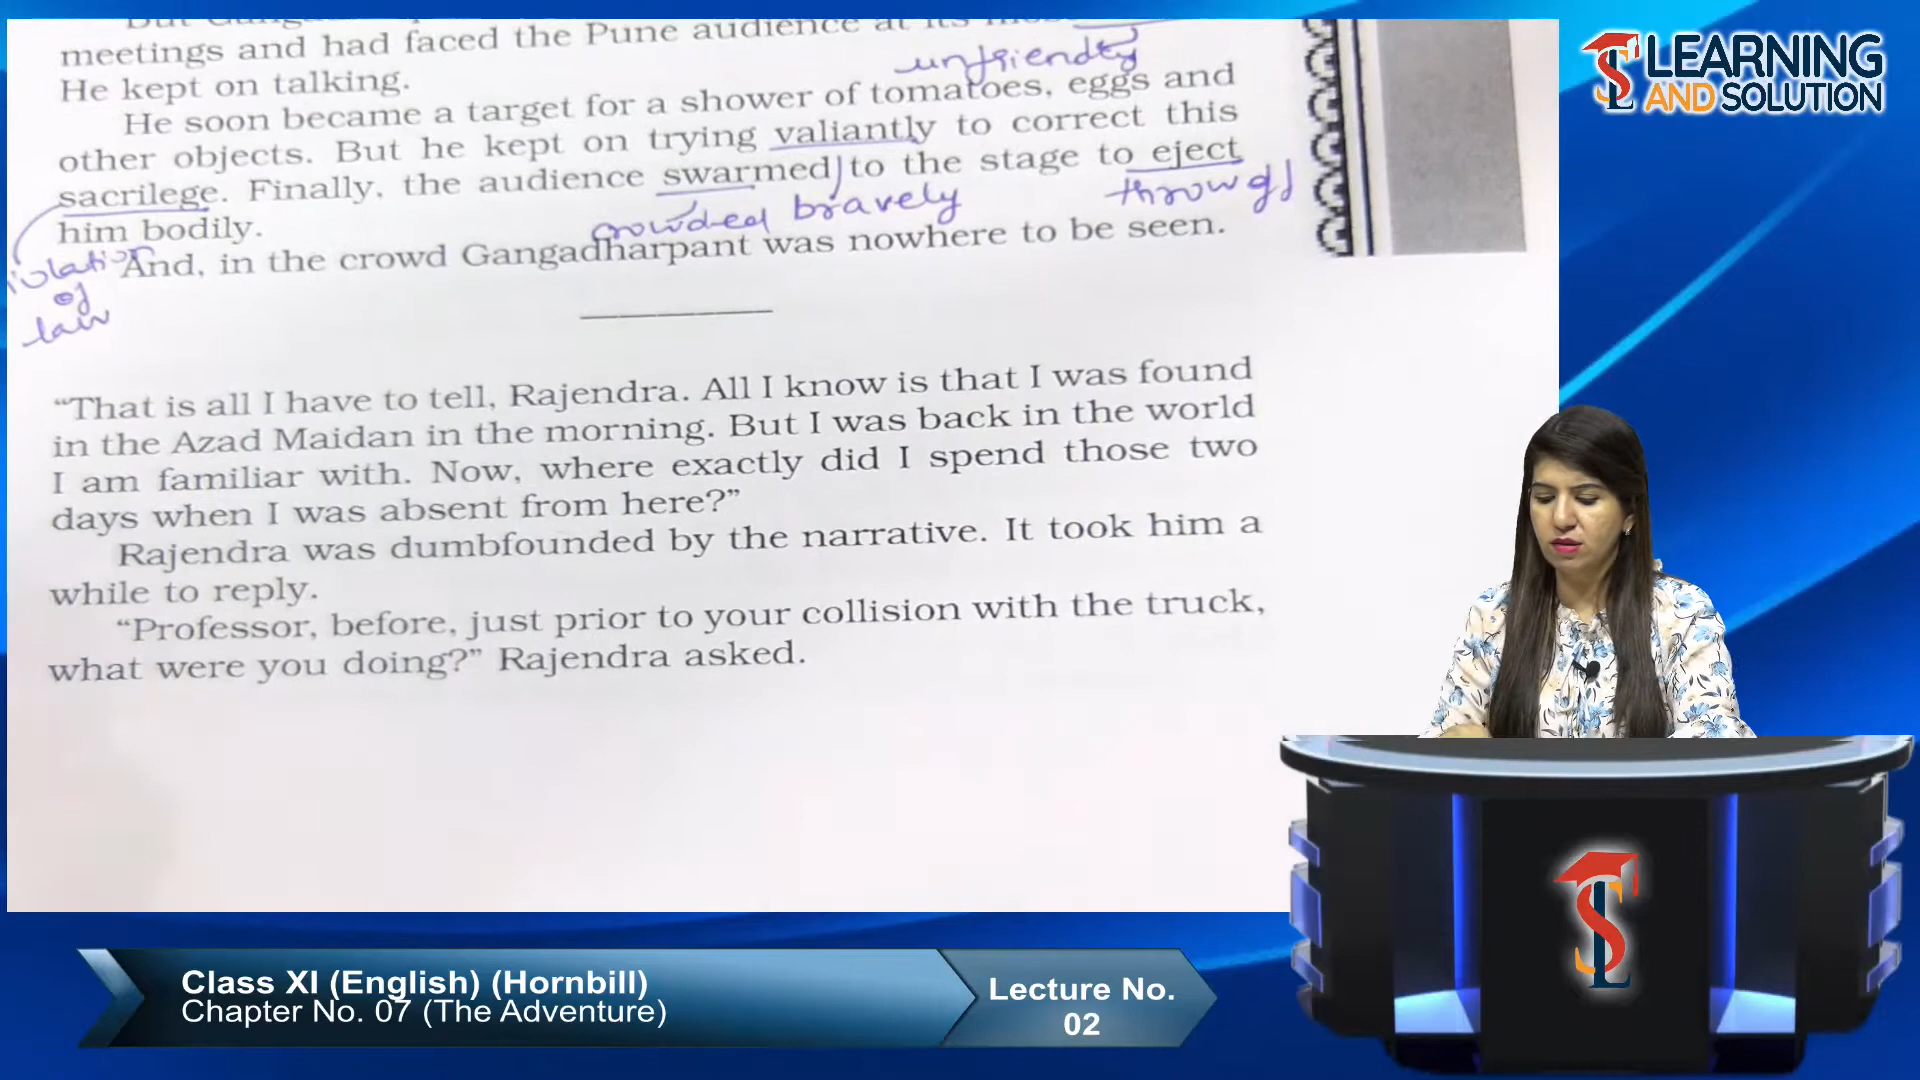 meetings and had faced the Pune audience at its
He kept on talking.
unfriendly
He soon became a target for a shower of tomatoes, eggs and
other objects. But he kept on trying valiantly to correct this
sacrilege. Finally, the audience swarmed to the stage to eject
him bodily.
crowded bravely
And, in the crowd Gangadharpant was nowhere to be seen.
of
law
“That is all I have to tell, Rajendra. All I know is that I was found
in the Azad Maidan in the morning. But I was back in the world
I am familiar with. Now, where exactly did I spend those two
days when I was absent from here?”
Rajendra was dumbfounded by the narrative. It took him a
while to reply.
“Professor, before, just prior to your collision with the truck,
what were you doing?” Rajendra asked.
LEARNING
AND SOLUTION
Class XI (English) (Hornbill)
Chapter No. 07 (The Adventure)
Lecture No.
02